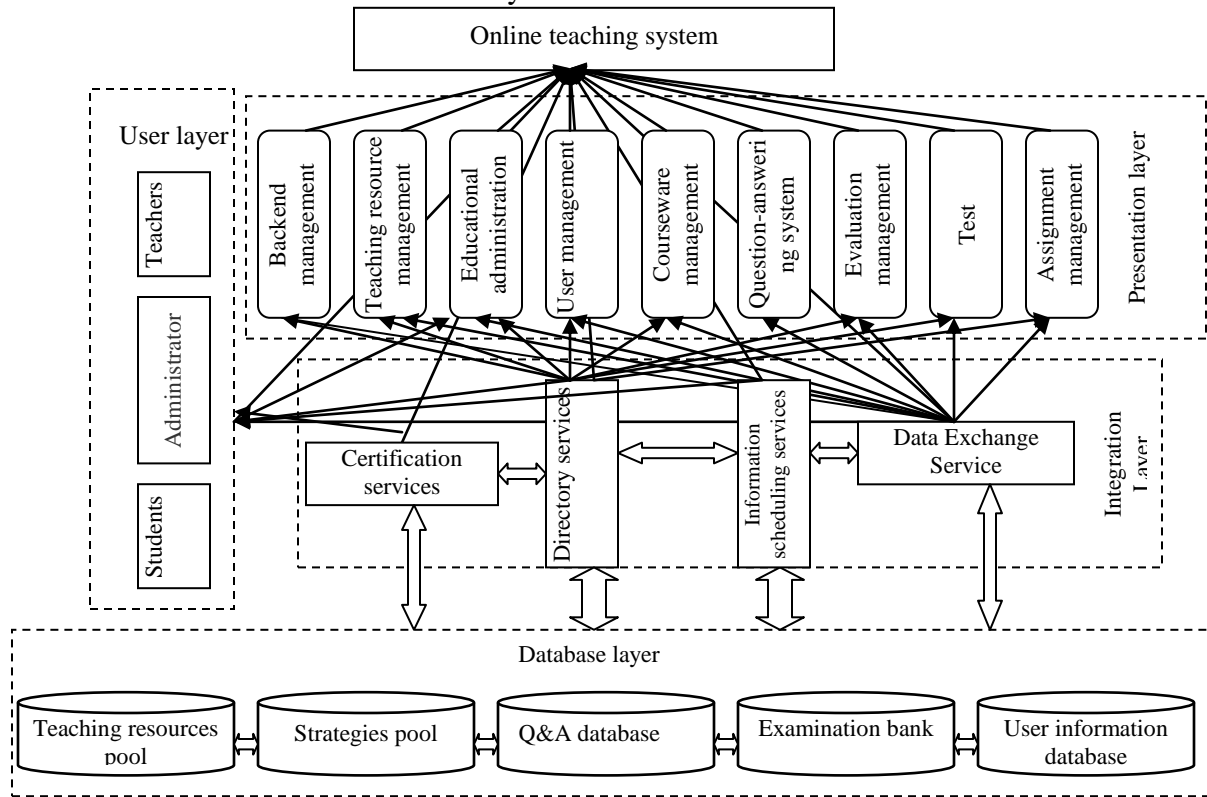 Online teaching system
User layer
Teachers
Administrator
Students
Backend
management
Teaching resource
management
Educational
administration
User management
Courseware
management
Question-answeri
ng system
Evaluation
management
Test
Assignment
management
Presentation layer
Certification
services
Directory services
Information
scheduling services
Data Exchange
Service
Integration
Layer
Database layer
Teaching resources
pool
Strategies pool
Q&A database
Examination bank
User information
database